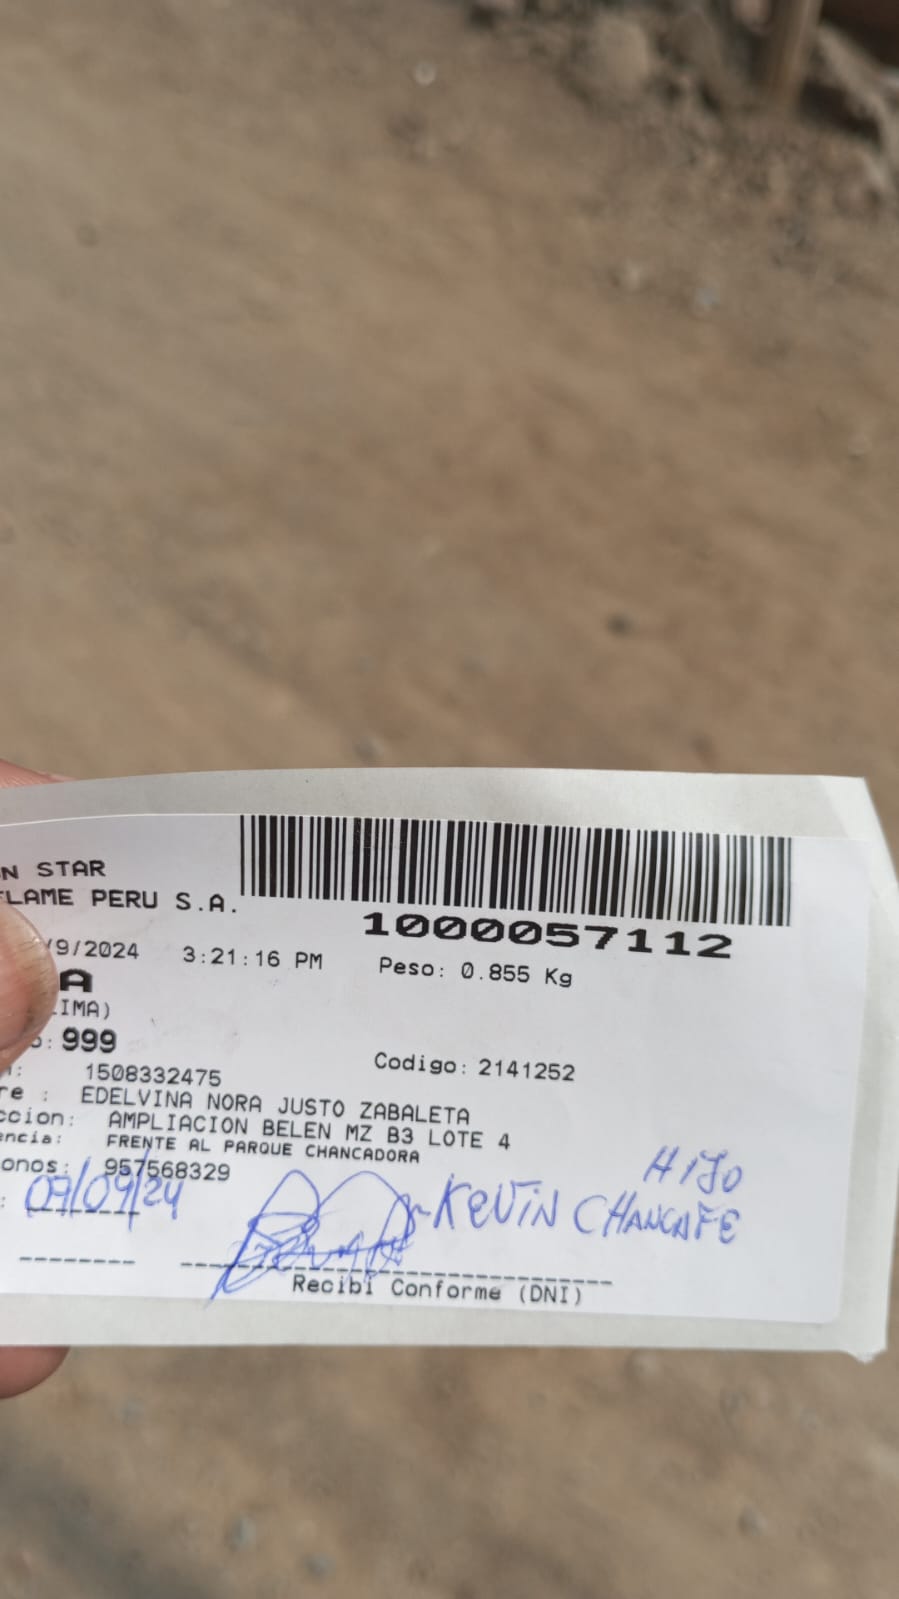 N STAR
FLAME PERU S.A.
1000057112
/9/2024 3:21:16 PM Peso: 0.855 Kg
A
LIMA)
: 999
Codigo: 2141252
: 1508332475
re : EDELVINA NORA JUSTO ZABALETA
ccion: AMPLIACION BELEN MZ B3 LOTE 4
encia: FRENTE AL PARQUE CHANCADORA
onos: 957568329
: 09/09/24
HIJO
KEVIN CHANCAFE
Recibi Conforme (DNI)